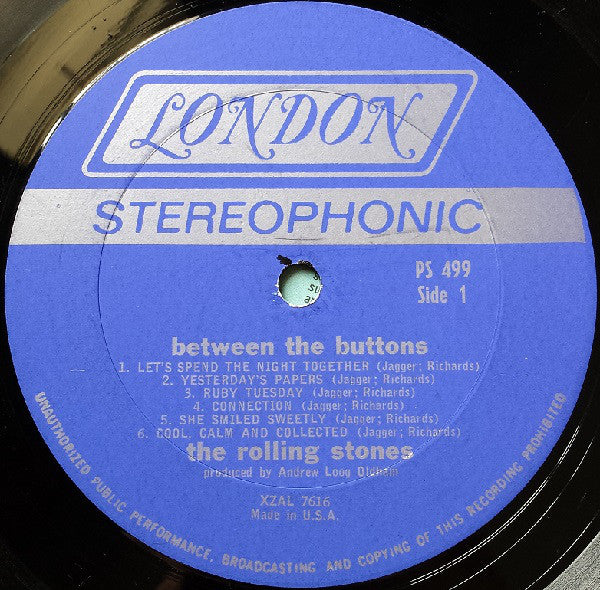 LONDON
STEREOPHONIC
PS 499
Side 1
between the buttons
1. LET'S SPEND THE NIGHT TOGETHER (Jagger; Richards)
2. YESTERDAY'S PAPERS (Jagger; Richards)
3. RUBY TUESDAY (Jagger; Richards)
4. CONNECTION (Jagger; Richards)
5. SHE SMILED SWEETLY (Jagger; Richards)
6. COOL, CALM AND COLLECTED (Jagger; Richards)
the rolling stones
produced by Andrew Loog Oldham
XZAL 7616
Made in U.S.A.
UNAUTHORIZED PUBLIC PERFORMANCE, BROADCASTING AND COPYING OF THIS RECORDING PROHIBITED